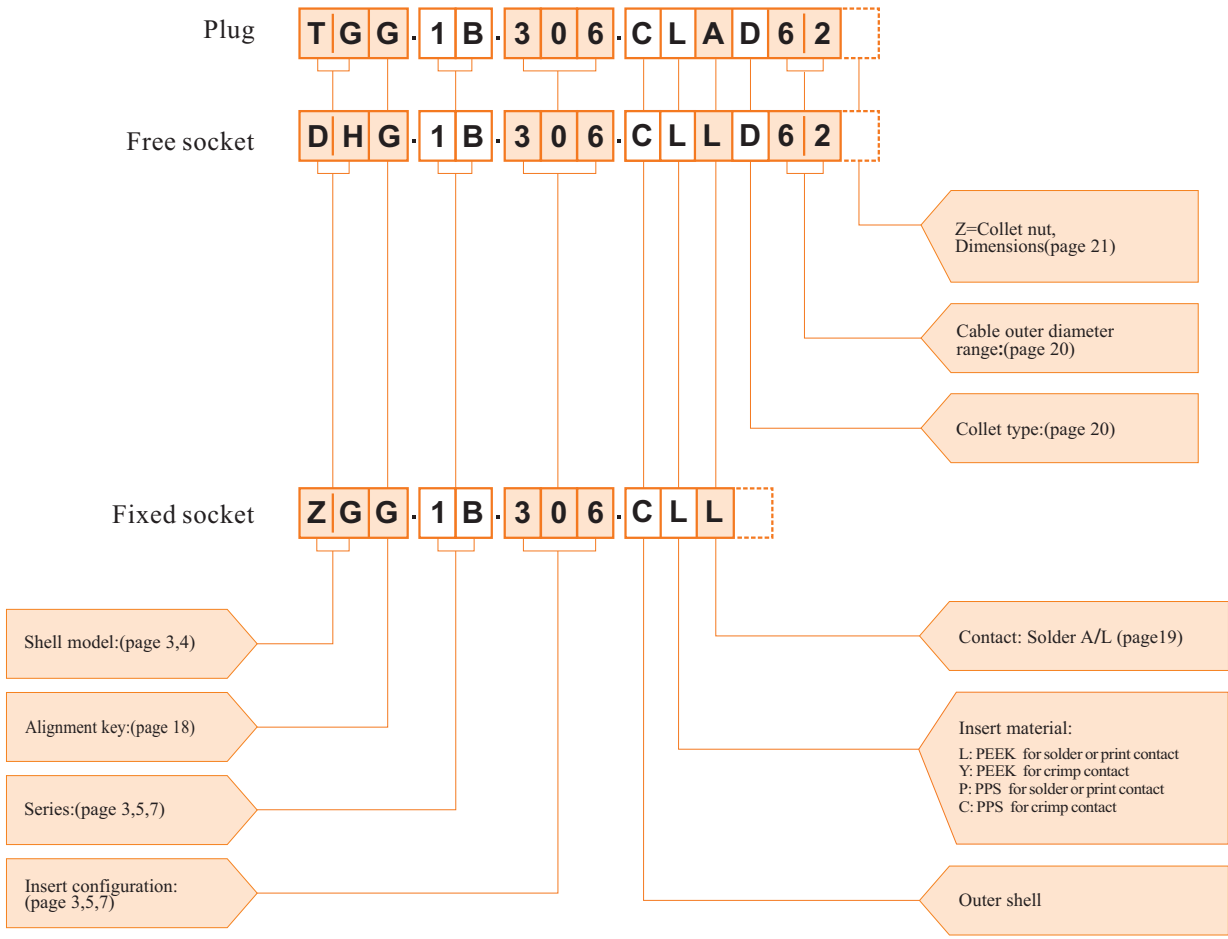 Plug TGG.1B.306.CLAD62
Free socket DHG.1B.306.CLLD62
Z=Collet nut,
Dimensions(page 21)
Cable outer diameter
range:(page 20)
Collet type:(page 20)
Fixed socket ZGG.1B.306.CLL
Shell model:(page 3,4)
Alignment key:(page 18)
Series:(page 3,5,7)
Insert configuration:
(page 3,5,7)
Contact: Solder A/L (page19)
Insert material:
L: PEEK for solder or print contact
Y: PEEK for crimp contact
P: PPS for solder or print contact
C: PPS for crimp contact
Outer shell